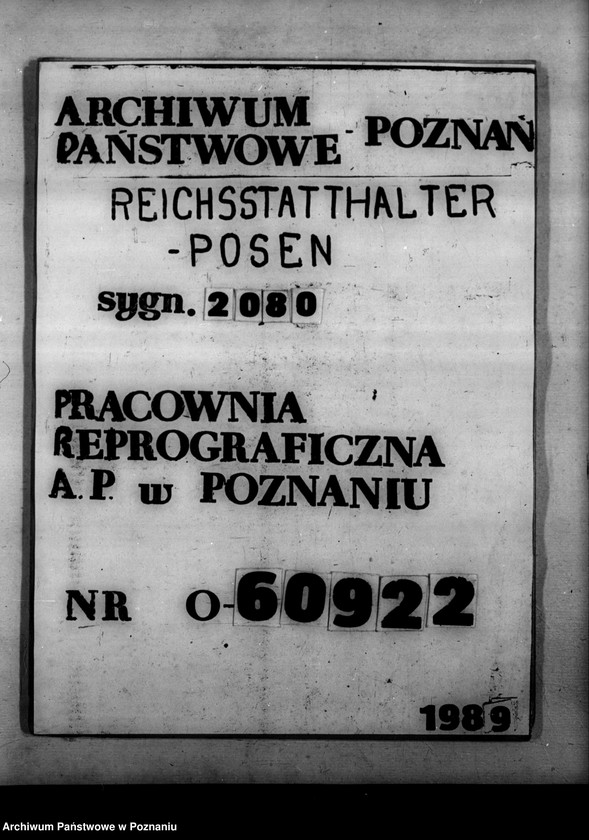 ARCHIWUM
PAŃSTWOWE - POZNAŃ
REICHSSTATTHALTER
-POSEN
sygn. 2080
PRACOWNIA
REPROGRAFICZNA
A.P. w POZNANIU
NR O-60922
1989
Archiwum Państwowe w Poznaniu